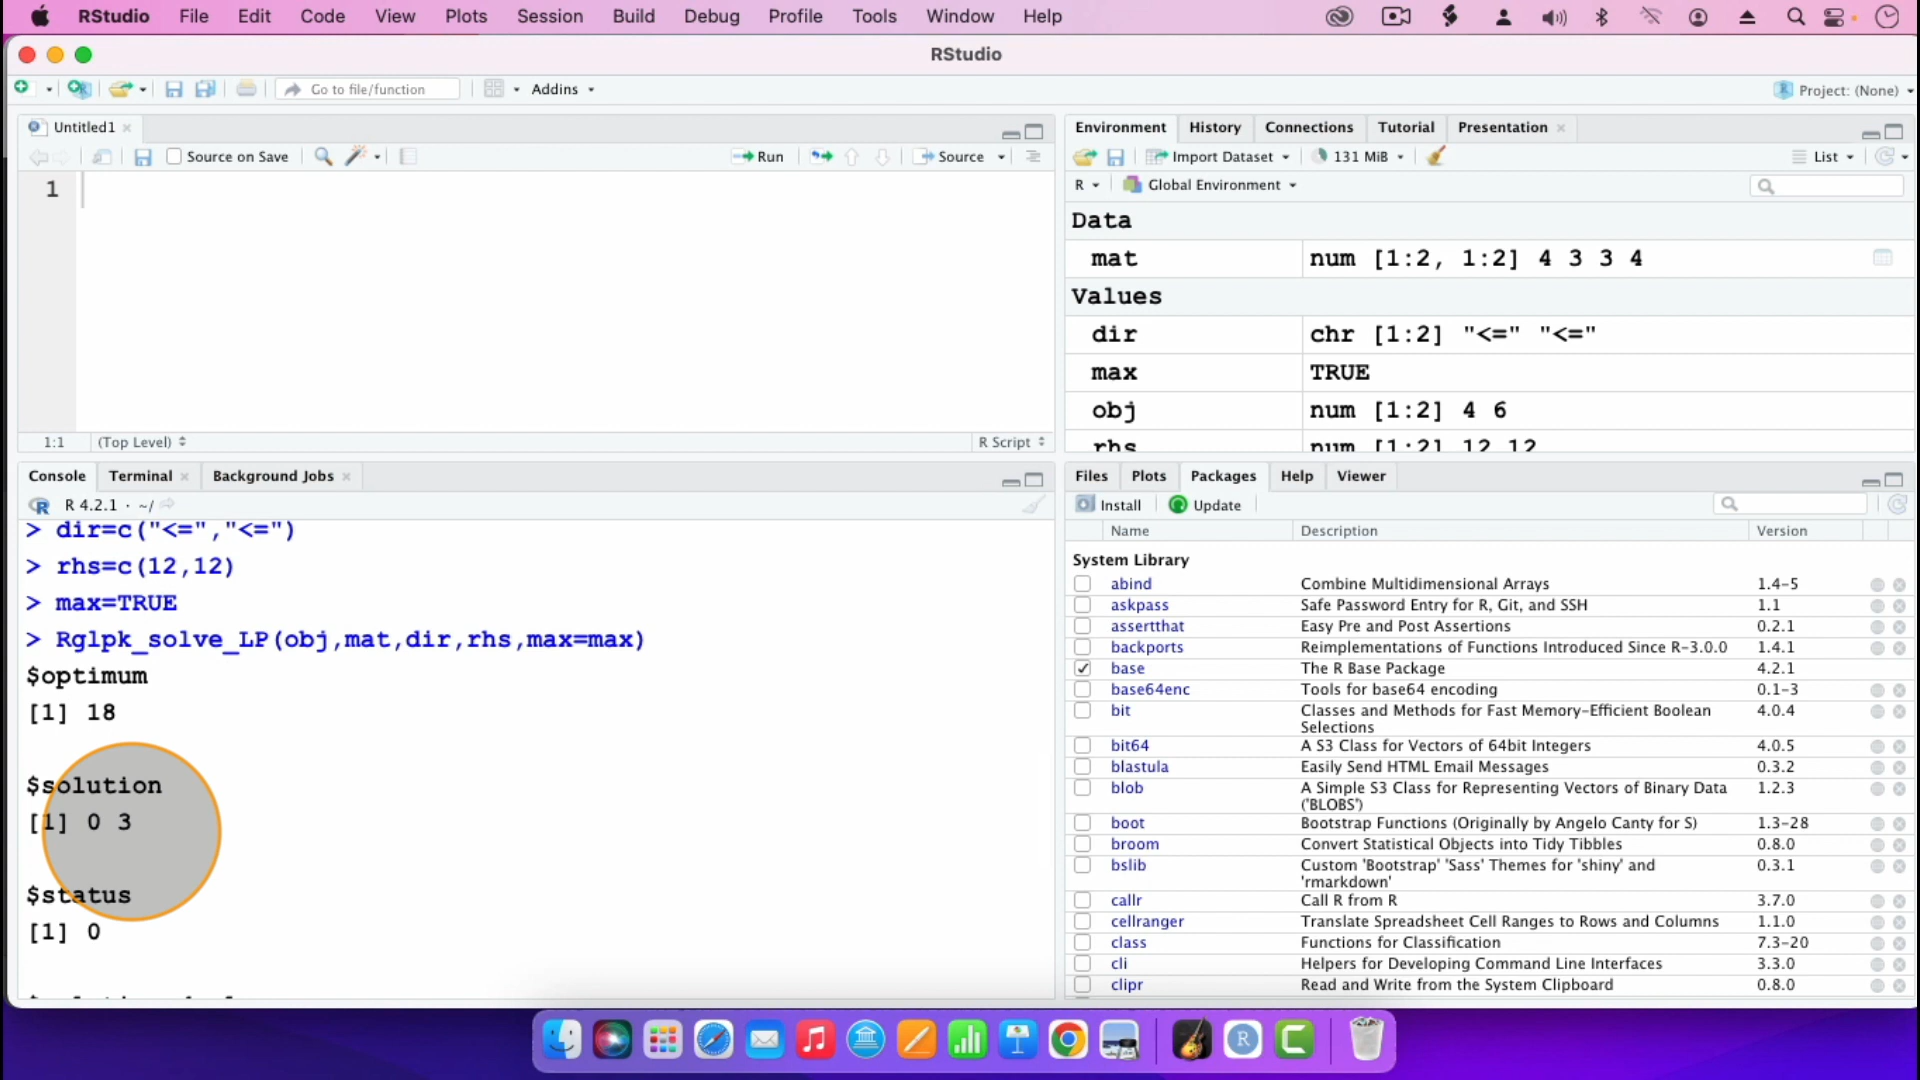 RStudio File Edit Code View Plots Session Build Debug Profile Tools Window Help
RStudio
Go to file/function Addins Project: (None)
Untitled1
Source on Save Run Source
1
1:1 (Top Level) R Script
Console Terminal Background Jobs
R 4.2.1 · ~/
> dir=c("<=","<=")
> rhs=c(12,12)
> max=TRUE
> Rglpk_solve_LP(obj,mat,dir,rhs,max=max)
$optimum
[1] 18
$solution
[1] 0 3
$status
[1] 0
Environment History Connections Tutorial Presentation
Import Dataset 131 MiB List
R Global Environment
Data
mat num [1:2, 1:2] 4 3 3 4
Values
dir chr [1:2] "<=" "<="
max TRUE
obj num [1:2] 4 6
rhs num [1:2] 12 12
Files Plots Packages Help Viewer
Install Update
Name Description Version
System Library
abind Combine Multidimensional Arrays 1.4-5
askpass Safe Password Entry for R, Git, and SSH 1.1
assertthat Easy Pre and Post Assertions 0.2.1
backports Reimplementations of Functions Introduced Since R-3.0.0 1.4.1
base The R Base Package 4.2.1
base64enc Tools for base64 encoding 0.1-3
bit Classes and Methods for Fast Memory-Efficient Boolean 4.0.4
Selections
bit64 A S3 Class for Vectors of 64bit Integers 4.0.5
blastula Easily Send HTML Email Messages 0.3.2
blob A Simple S3 Class for Representing Vectors of Binary Data 1.2.3
('BLOBS')
boot Bootstrap Functions (Originally by Angelo Canty for S) 1.3-28
broom Convert Statistical Objects into Tidy Tibbles 0.8.0
bslib Custom 'Bootstrap' 'Sass' Themes for 'shiny' and 0.3.1
'rmarkdown'
callr Call R from R 3.7.0
cellranger Translate Spreadsheet Cell Ranges to Rows and Columns 1.1.0
class Functions for Classification 7.3-20
cli Helpers for Developing Command Line Interfaces 3.3.0
clipr Read and Write from the System Clipboard 0.8.0